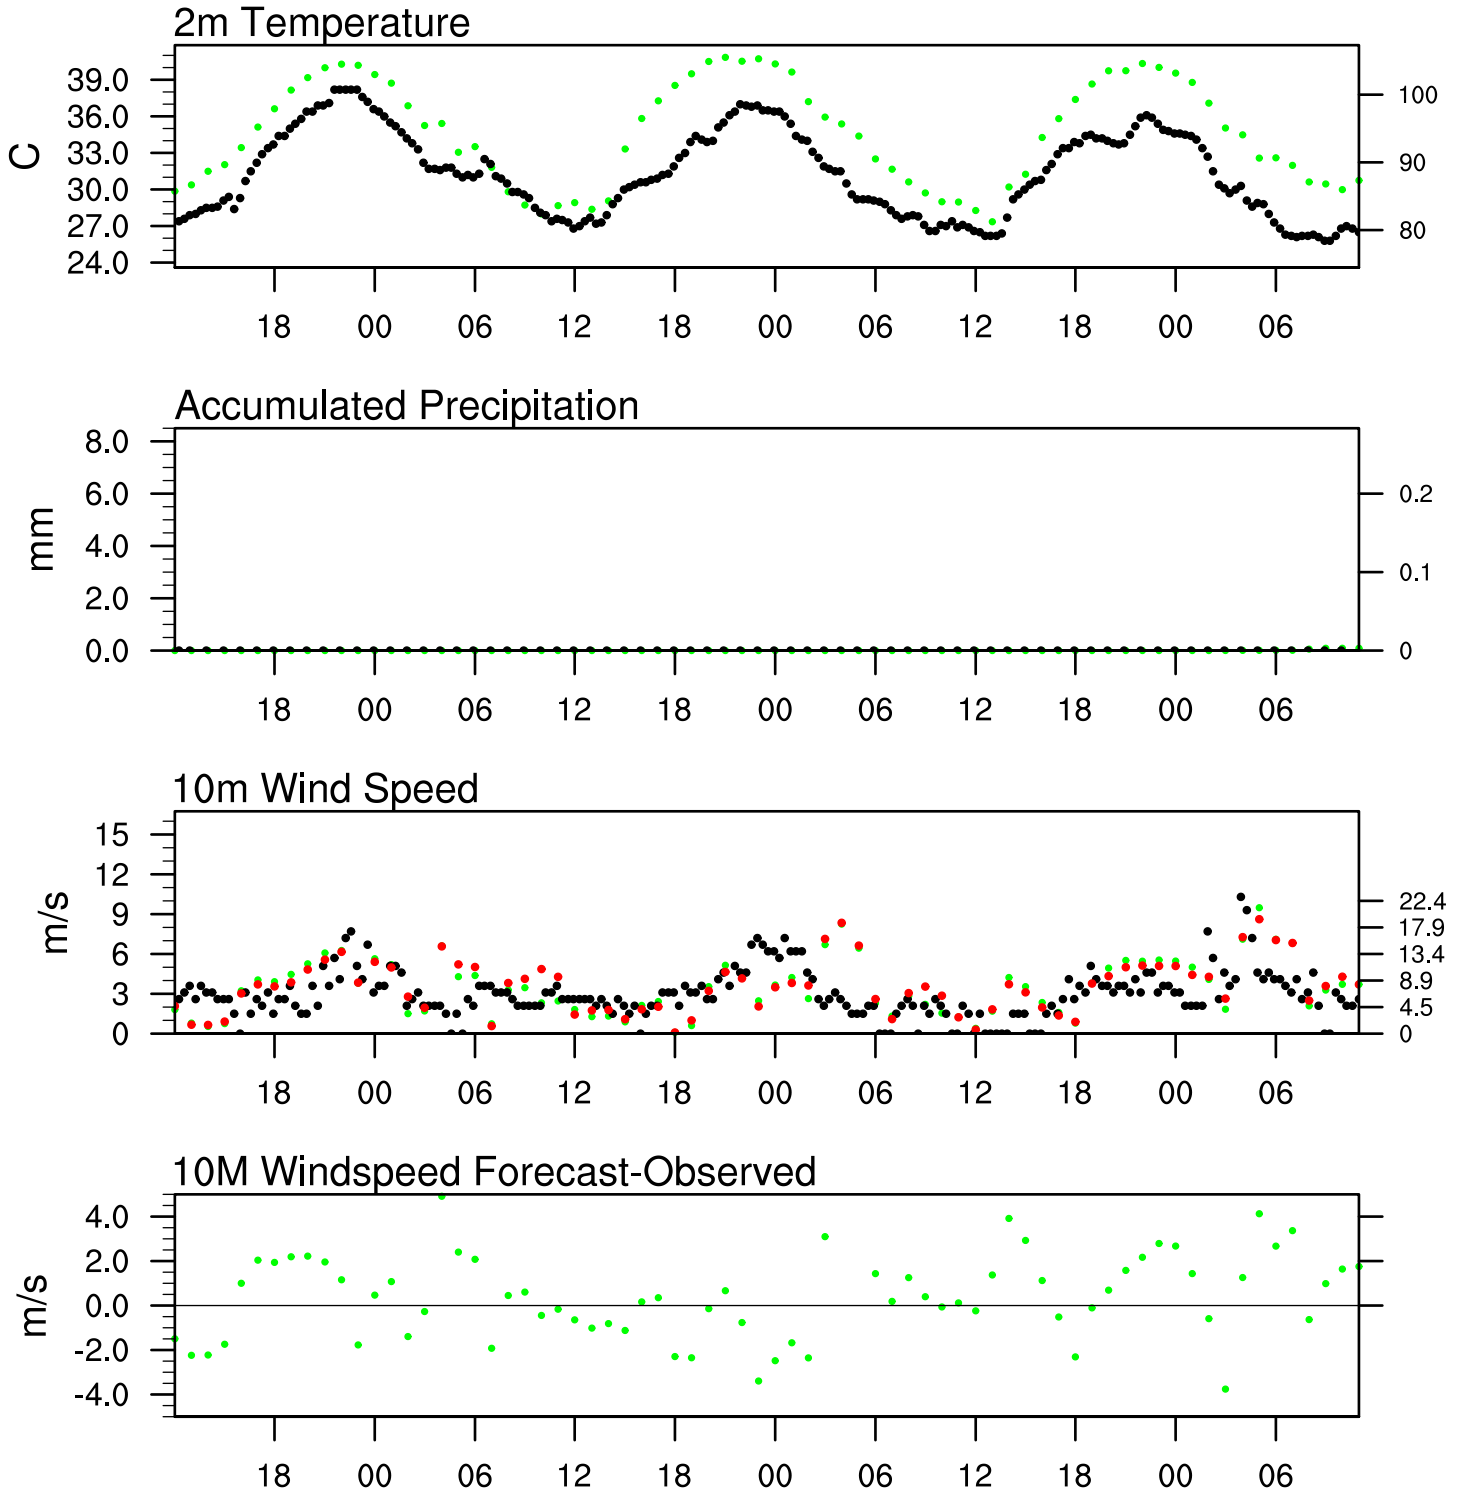 2m Temperature
39.0
36.0
33.0
30.0
27.0
24.0
C
100
90
80
18 00 06 12 18 00 06 12 18 00 06
Accumulated Precipitation
8.0
6.0
4.0
2.0
0.0
mm
0.2
0.1
0
18 00 06 12 18 00 06 12 18 00 06
10m Wind Speed
15
12
9
6
3
0
m/s
22.4
17.9
13.4
8.9
4.5
0
18 00 06 12 18 00 06 12 18 00 06
10M Windspeed Forecast-Observed
4.0
2.0
0.0
-2.0
-4.0
m/s
18 00 06 12 18 00 06 12 18 00 06